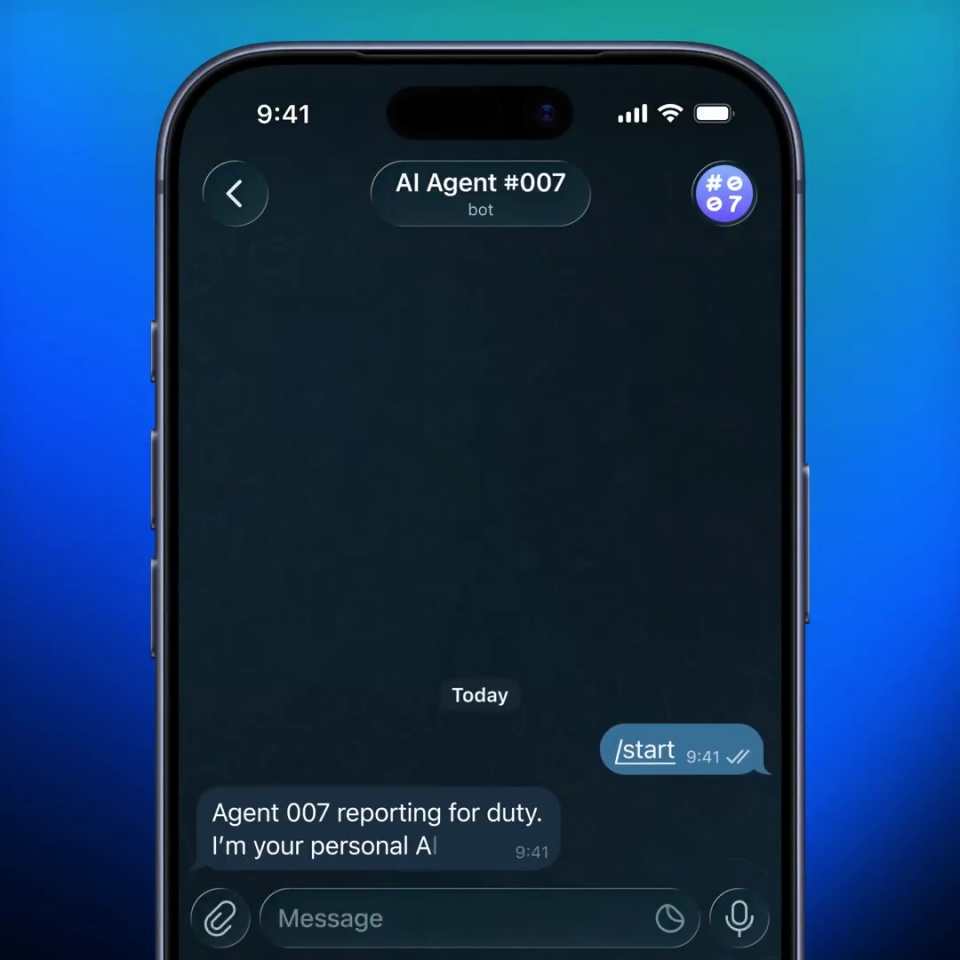 9:41
AI Agent #007
bot
#0
07
Today
/start 9:41
Agent 007 reporting for duty.
I’m your personal AI
9:41
Message